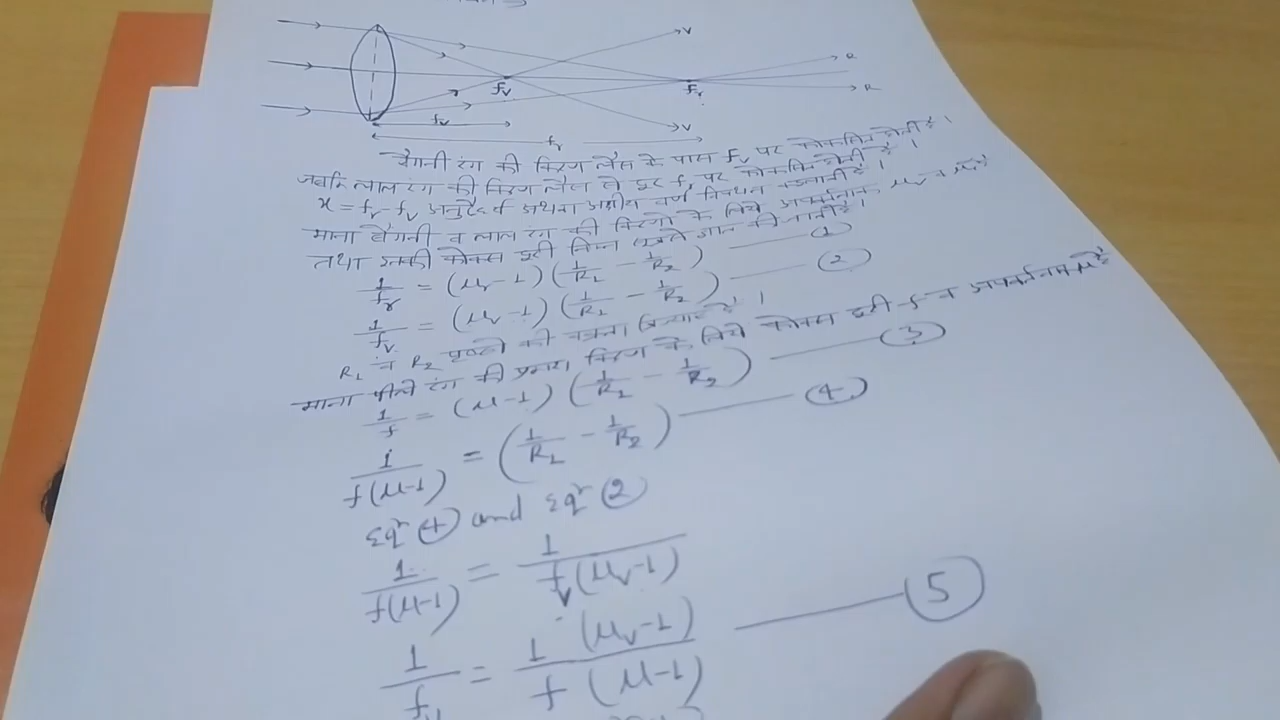 V
R
fᵥ
fᵣ
R
fᵥ
V
fᵣ
बैंगनी रंग की किरण लैंस के पास fᵥ पर फोकसित होती है।
जबकि लाल रंग की किरण लैंस से दूर fᵣ पर फोकसित होती है।
x = fᵣ - fᵥ अनुदैर्ध्य अथवा अक्षीय वर्ण विपथन कहलाता है।
माना बैंगनी व लाल रंग की किरणों के लिये अपवर्तनांक μᵥ व μᵣ है
तथा उनकी फोकस दूरी निम्न सूत्र से ज्ञात की जाती है।
1/fᵣ = (μᵣ-1) (1/R₁ - 1/R₂) — (1)
1/fᵥ = (μᵥ-1) (1/R₁ - 1/R₂) — (2)
R₁ व R₂ पृष्ठों की वक्रता त्रिज्याएँ हैं।
माना पीले रंग की प्रकाश किरण के लिये फोकस दूरी f व अपवर्तनांक μ है
1/f = (μ-1) (1/R₁ - 1/R₂) — (3)
1/f(μ-1) = (1/R₁ - 1/R₂) — (4)
Eqⁿ (4) and Eqⁿ (2)
1/f(μ-1) = 1/fᵥ(μᵥ-1)
1/fᵥ = 1 (μᵥ-1)/f (μ-1) — (5)